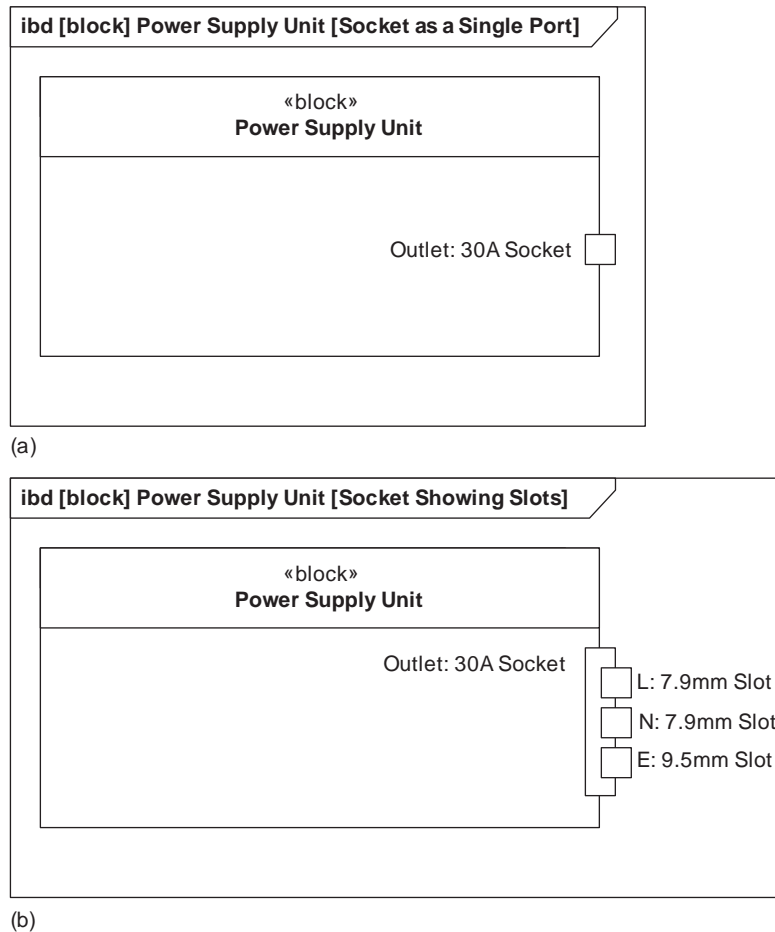 ibd [block] Power Supply Unit [Socket as a Single Port]
«block»
Power Supply Unit
Outlet: 30A Socket
(a)
ibd [block] Power Supply Unit [Socket Showing Slots]
«block»
Power Supply Unit
Outlet: 30A Socket
L: 7.9mm Slot
N: 7.9mm Slot
E: 9.5mm Slot
(b)